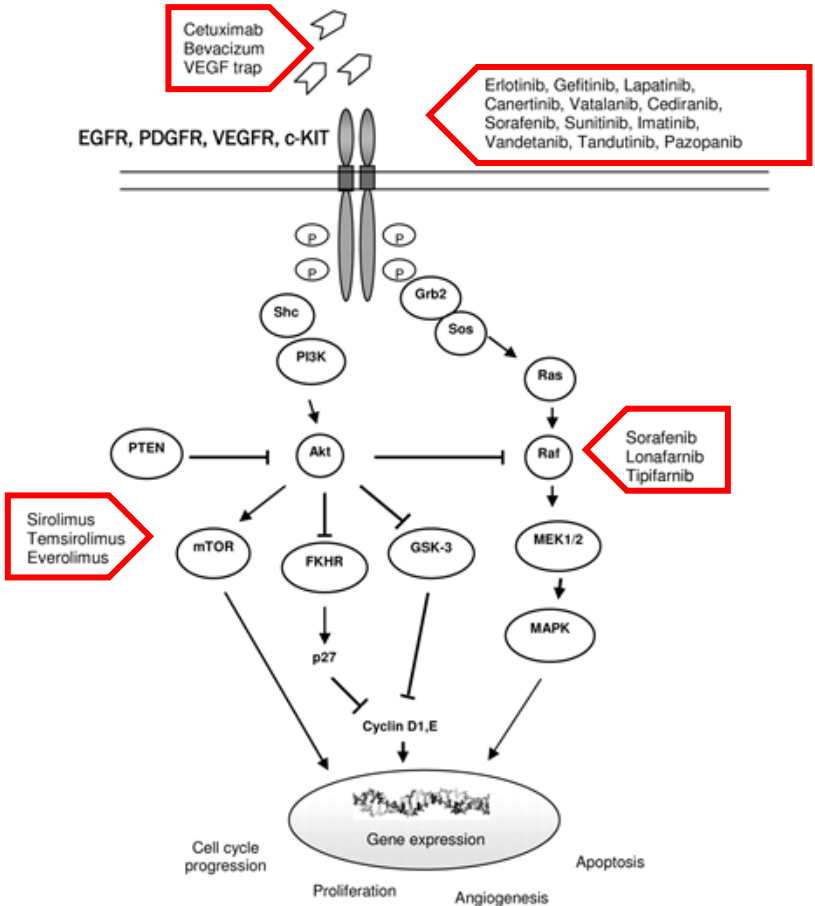 Cetuximab
Bevacizum
VEGF trap
Erlotinib, Gefitinib, Lapatinib,
Canertinib, Vatalanib, Cediranib,
Sorafenib, Sunitinib, Imatinib,
Vandetanib, Tandutinib, Pazopanib
EGFR, PDGFR, VEGFR, c-KIT
P
P
P
P
Grb2
Shc
Sos
PI3K
Ras
PTEN
Akt
Raf
Sorafenib
Lonafarnib
Tipifarnib
Sirolimus
Temsirolimus
Everolimus
mTOR
FKHR
GSK-3
MEK1/2
MAPK
p27
Cyclin D1,E
Gene expression
Cell cycle
progression
Proliferation
Angiogenesis
Apoptosis